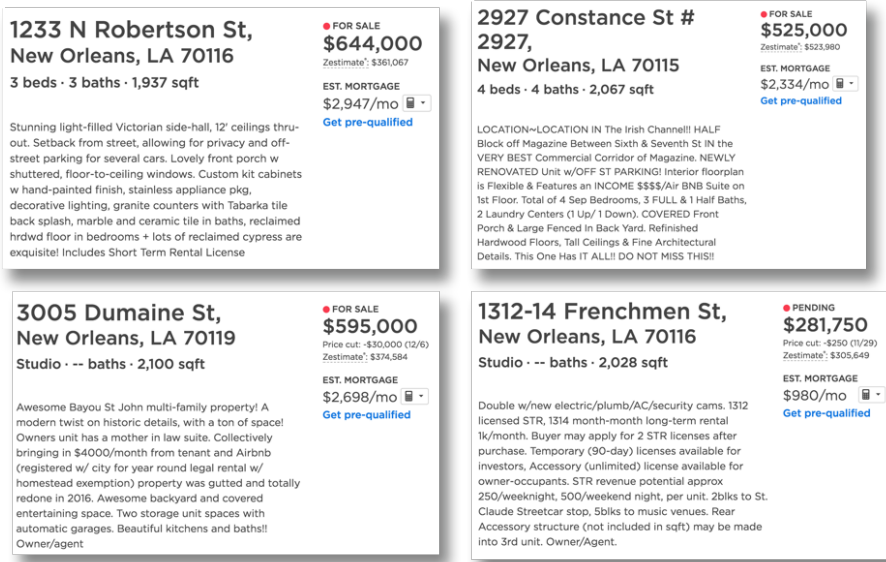 1233 N Robertson St,
New Orleans, LA 70116
3 beds · 3 baths · 1,937 sqft
FOR SALE
$644,000
Zestimate®: $361,067
EST. MORTGAGE
$2,947/mo
Get pre-qualified
Stunning light-filled Victorian side-hall, 12' ceilings thru-
out. Setback from street, allowing for privacy and off-
street parking for several cars. Lovely front porch w
shuttered, floor-to-ceiling windows. Custom kit cabinets
w hand-painted finish, stainless appliance pkg,
decorative lighting, granite counters with Tabarka tile
back splash, marble and ceramic tile in baths, reclaimed
hrdwd floor in bedrooms + lots of reclaimed cypress are
exquisite! Includes Short Term Rental License
2927 Constance St #
2927,
New Orleans, LA 70115
4 beds · 4 baths · 2,067 sqft
FOR SALE
$525,000
Zestimate®: $523,980
EST. MORTGAGE
$2,334/mo
Get pre-qualified
LOCATION~LOCATION IN The Irish Channel!! HALF
Block off Magazine Between Sixth & Seventh St IN the
VERY BEST Commercial Corridor of Magazine. NEWLY
RENOVATED Unit w/OFF ST PARKING! Interior floorplan
is Flexible & Features an INCOME $$$$/Air BNB Suite on
1st Floor. Total of 4 Sep Bedrooms, 3 FULL & 1 Half Baths,
2 Laundry Centers (1 Up/ 1 Down). COVERED Front
Porch & Large Fenced In Back Yard. Refinished
Hardwood Floors, Tall Ceilings & Fine Architectural
Details. This One Has IT ALL!! DO NOT MISS THIS!!
3005 Dumaine St,
New Orleans, LA 70119
Studio · -- baths · 2,100 sqft
FOR SALE
$595,000
Price cut: -$30,000 (12/6)
Zestimate®: $374,584
EST. MORTGAGE
$2,698/mo
Get pre-qualified
Awesome Bayou St John multi-family property! A
modern twist on historic details, with a ton of space!
Owners unit has a mother in law suite. Collectively
bringing in $4000/month from tenant and Airbnb
(registered w/ city for year round legal rental w/
homestead exemption) property was gutted and totally
redone in 2016. Awesome backyard and covered
entertaining space. Two storage unit spaces with
automatic garages. Beautiful kitchens and baths!!
Owner/agent
1312-14 Frenchmen St,
New Orleans, LA 70116
Studio · -- baths · 2,028 sqft
PENDING
$281,750
Price cut: -$250 (11/29)
Zestimate®: $305,649
EST. MORTGAGE
$980/mo
Get pre-qualified
Double w/new electric/plumb/AC/security cams. 1312
licensed STR, 1314 month-month long-term rental
1k/month. Buyer may apply for 2 STR licenses after
purchase. Temporary (90-day) licenses available for
investors, Accessory (unlimited) license available for
owner-occupants. STR revenue potential approx
250/weeknight, 500/weekend night, per unit. 2blks to St.
Claude Streetcar stop, 5blks to music venues. Rear
Accessory structure (not included in sqft) may be made
into 3rd unit. Owner/Agent.